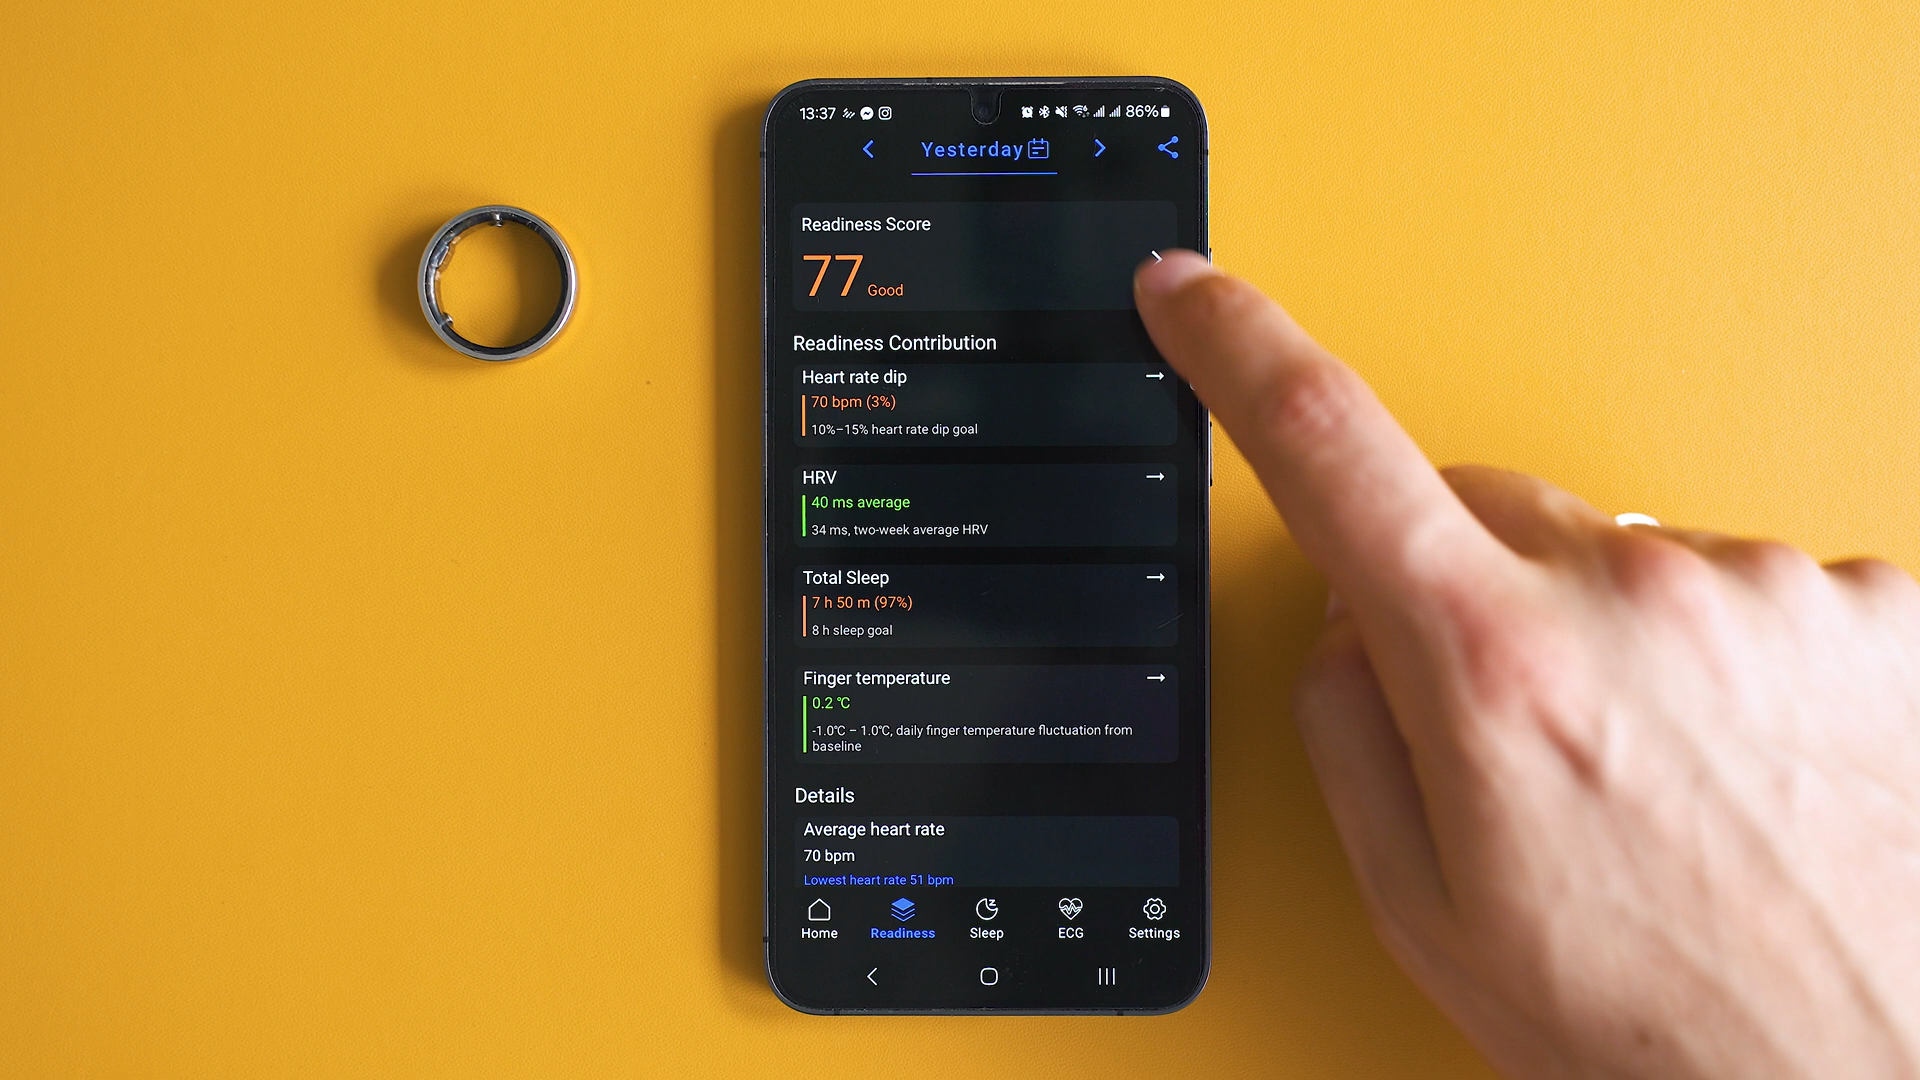 13:37 86%
Yesterday
Readiness Score
77 Good
Readiness Contribution
Heart rate dip
70 bpm (3%)
10%–15% heart rate dip goal
HRV
40 ms average
34 ms, two-week average HRV
Total Sleep
7 h 50 m (97%)
8 h sleep goal
Finger temperature
0.2 ℃
-1.0℃ – 1.0℃, daily finger temperature fluctuation from
baseline
Details
Average heart rate
70 bpm
Lowest heart rate 51 bpm
Home Readiness Sleep ECG Settings